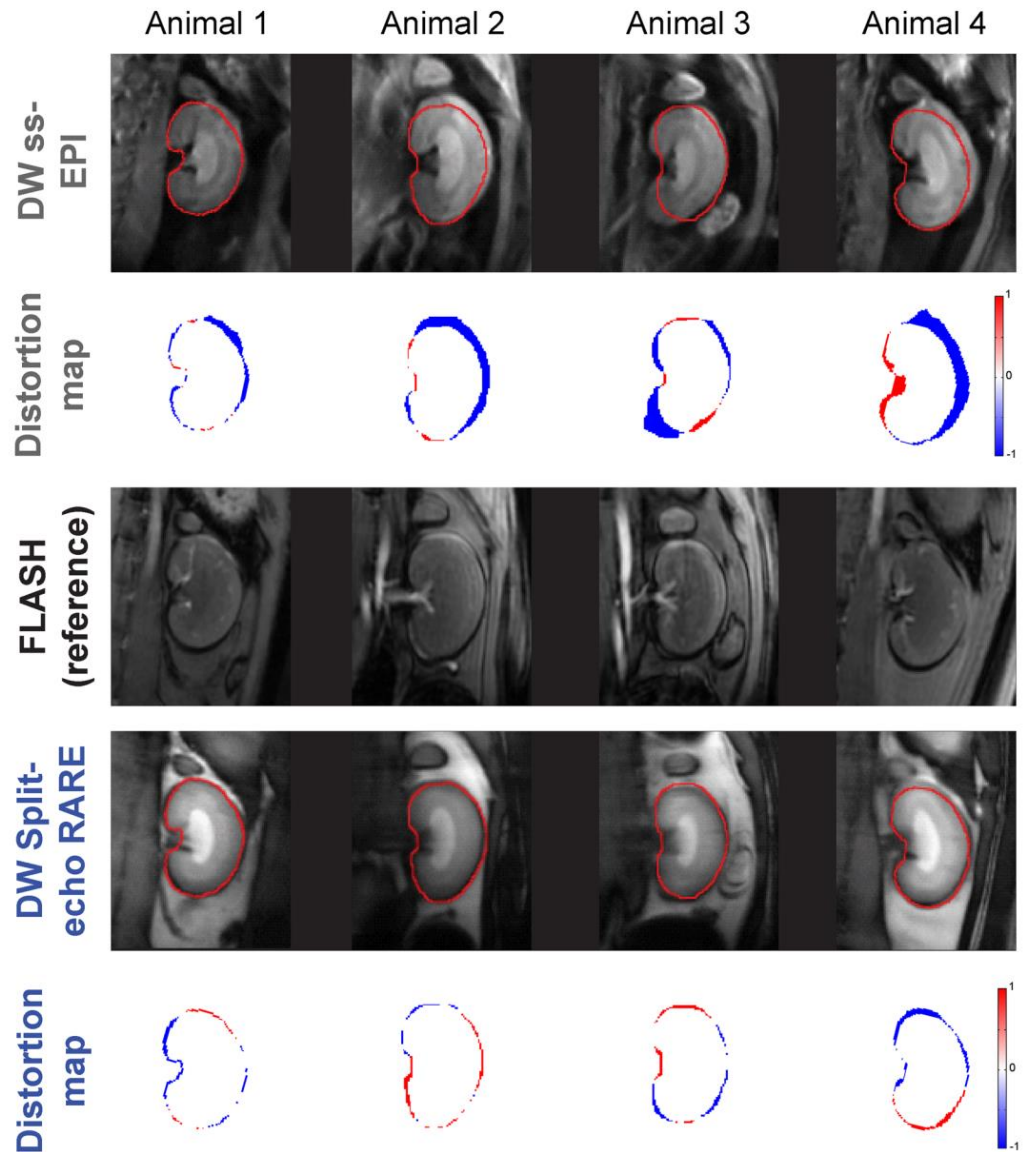 Animal 1 Animal 2 Animal 3 Animal 4
DW ss-
EPI
Distortion
map
1
0
-1
FLASH
(reference)
DW Split-
echo RARE
Distortion
map
1
0
-1